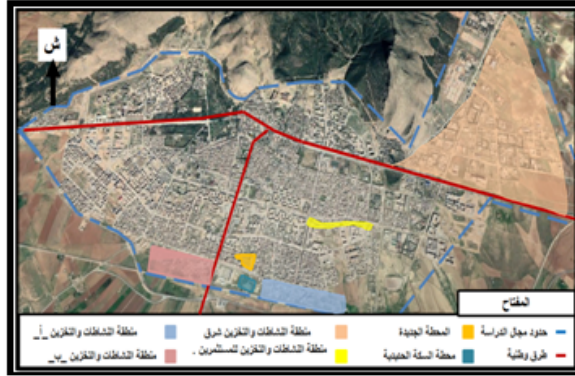 ش
المفتاح
حدود مجال الدراسة
المحطة الجديدة
منطقة النشاطات والتخزين شرق
منطقة النشاطات والتخزين _أ_
طرق وطنية
محطة السكة الحديدية
منطقة النشاطات والتخزين للمستثمرين .
منطقة النشاطات والتخزين _ب_